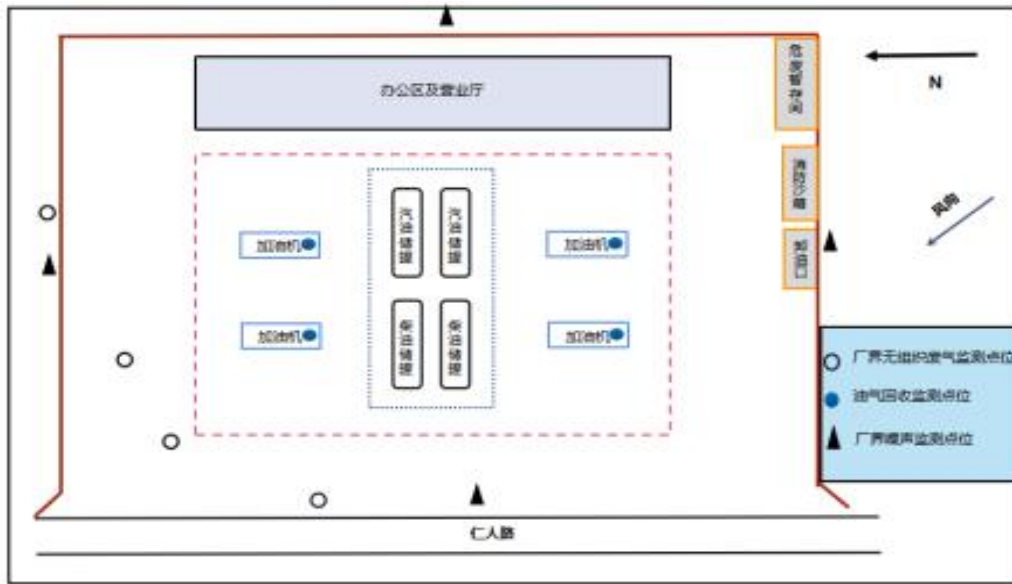 办公区及营业厅
危废暂存间
N
消防沙箱
风向
加油机
汽油储罐
汽油储罐
加油机
卸油口
加油机
柴油储罐
柴油储罐
加油机
厂界无组织废气监测点位
油气回收监测点位
厂界噪声监测点位
仁人路